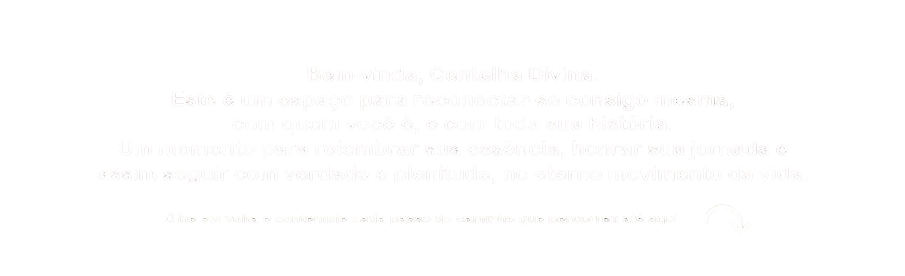 Bem-vinda, Centelha Divina.
Este é um espaço para reconectar-se consigo mesma,
com quem você é, e com toda sua história.
Um momento para relembrar sua essência, honrar sua jornada e
assim seguir com verdade e plenitude, no eterno movimento da vida.